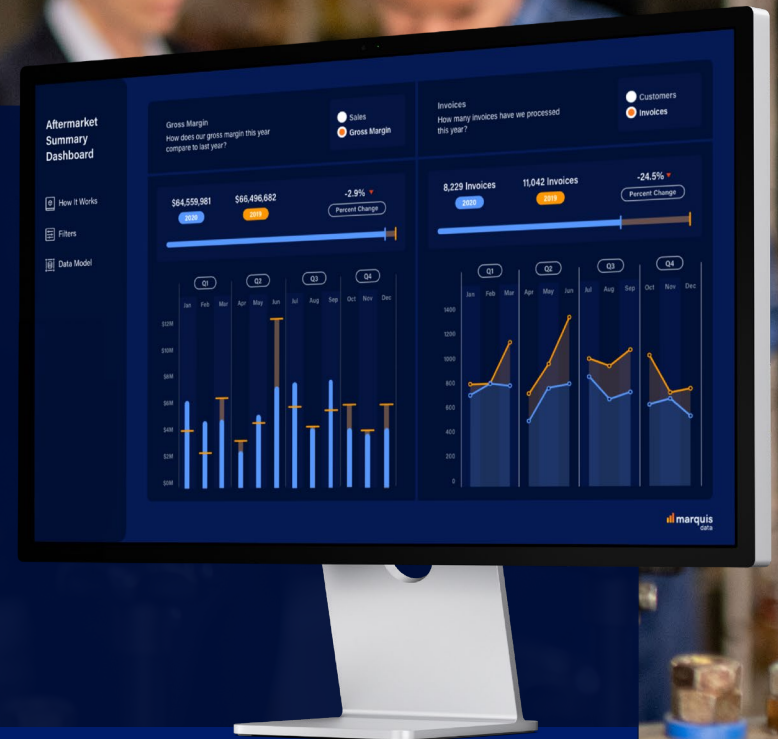 Aftermarket
Summary
Dashboard
How It Works
Filters
Data Model
Gross Margin
How does our gross margin this year
compare to last year?
Sales
Gross Margin
$64,559,981
2020
$66,496,682
2019
-2.9%
Percent Change
Q1 Q2 Q3 Q4
Jan Feb Mar Apr May Jun Jul Aug Sep Oct Nov Dec
$12M
$10M
$8M
$6M
$4M
$2M
$0M
Invoices
How many invoices have we processed
this year?
Customers
Invoices
8,229 Invoices
2020
11,042 Invoices
2019
-24.5%
Percent Change
Q1 Q2 Q3 Q4
Jan Feb Mar Apr May Jun Jul Aug Sep Oct Nov Dec
1400
1200
1000
800
600
400
200
0
marquis
data